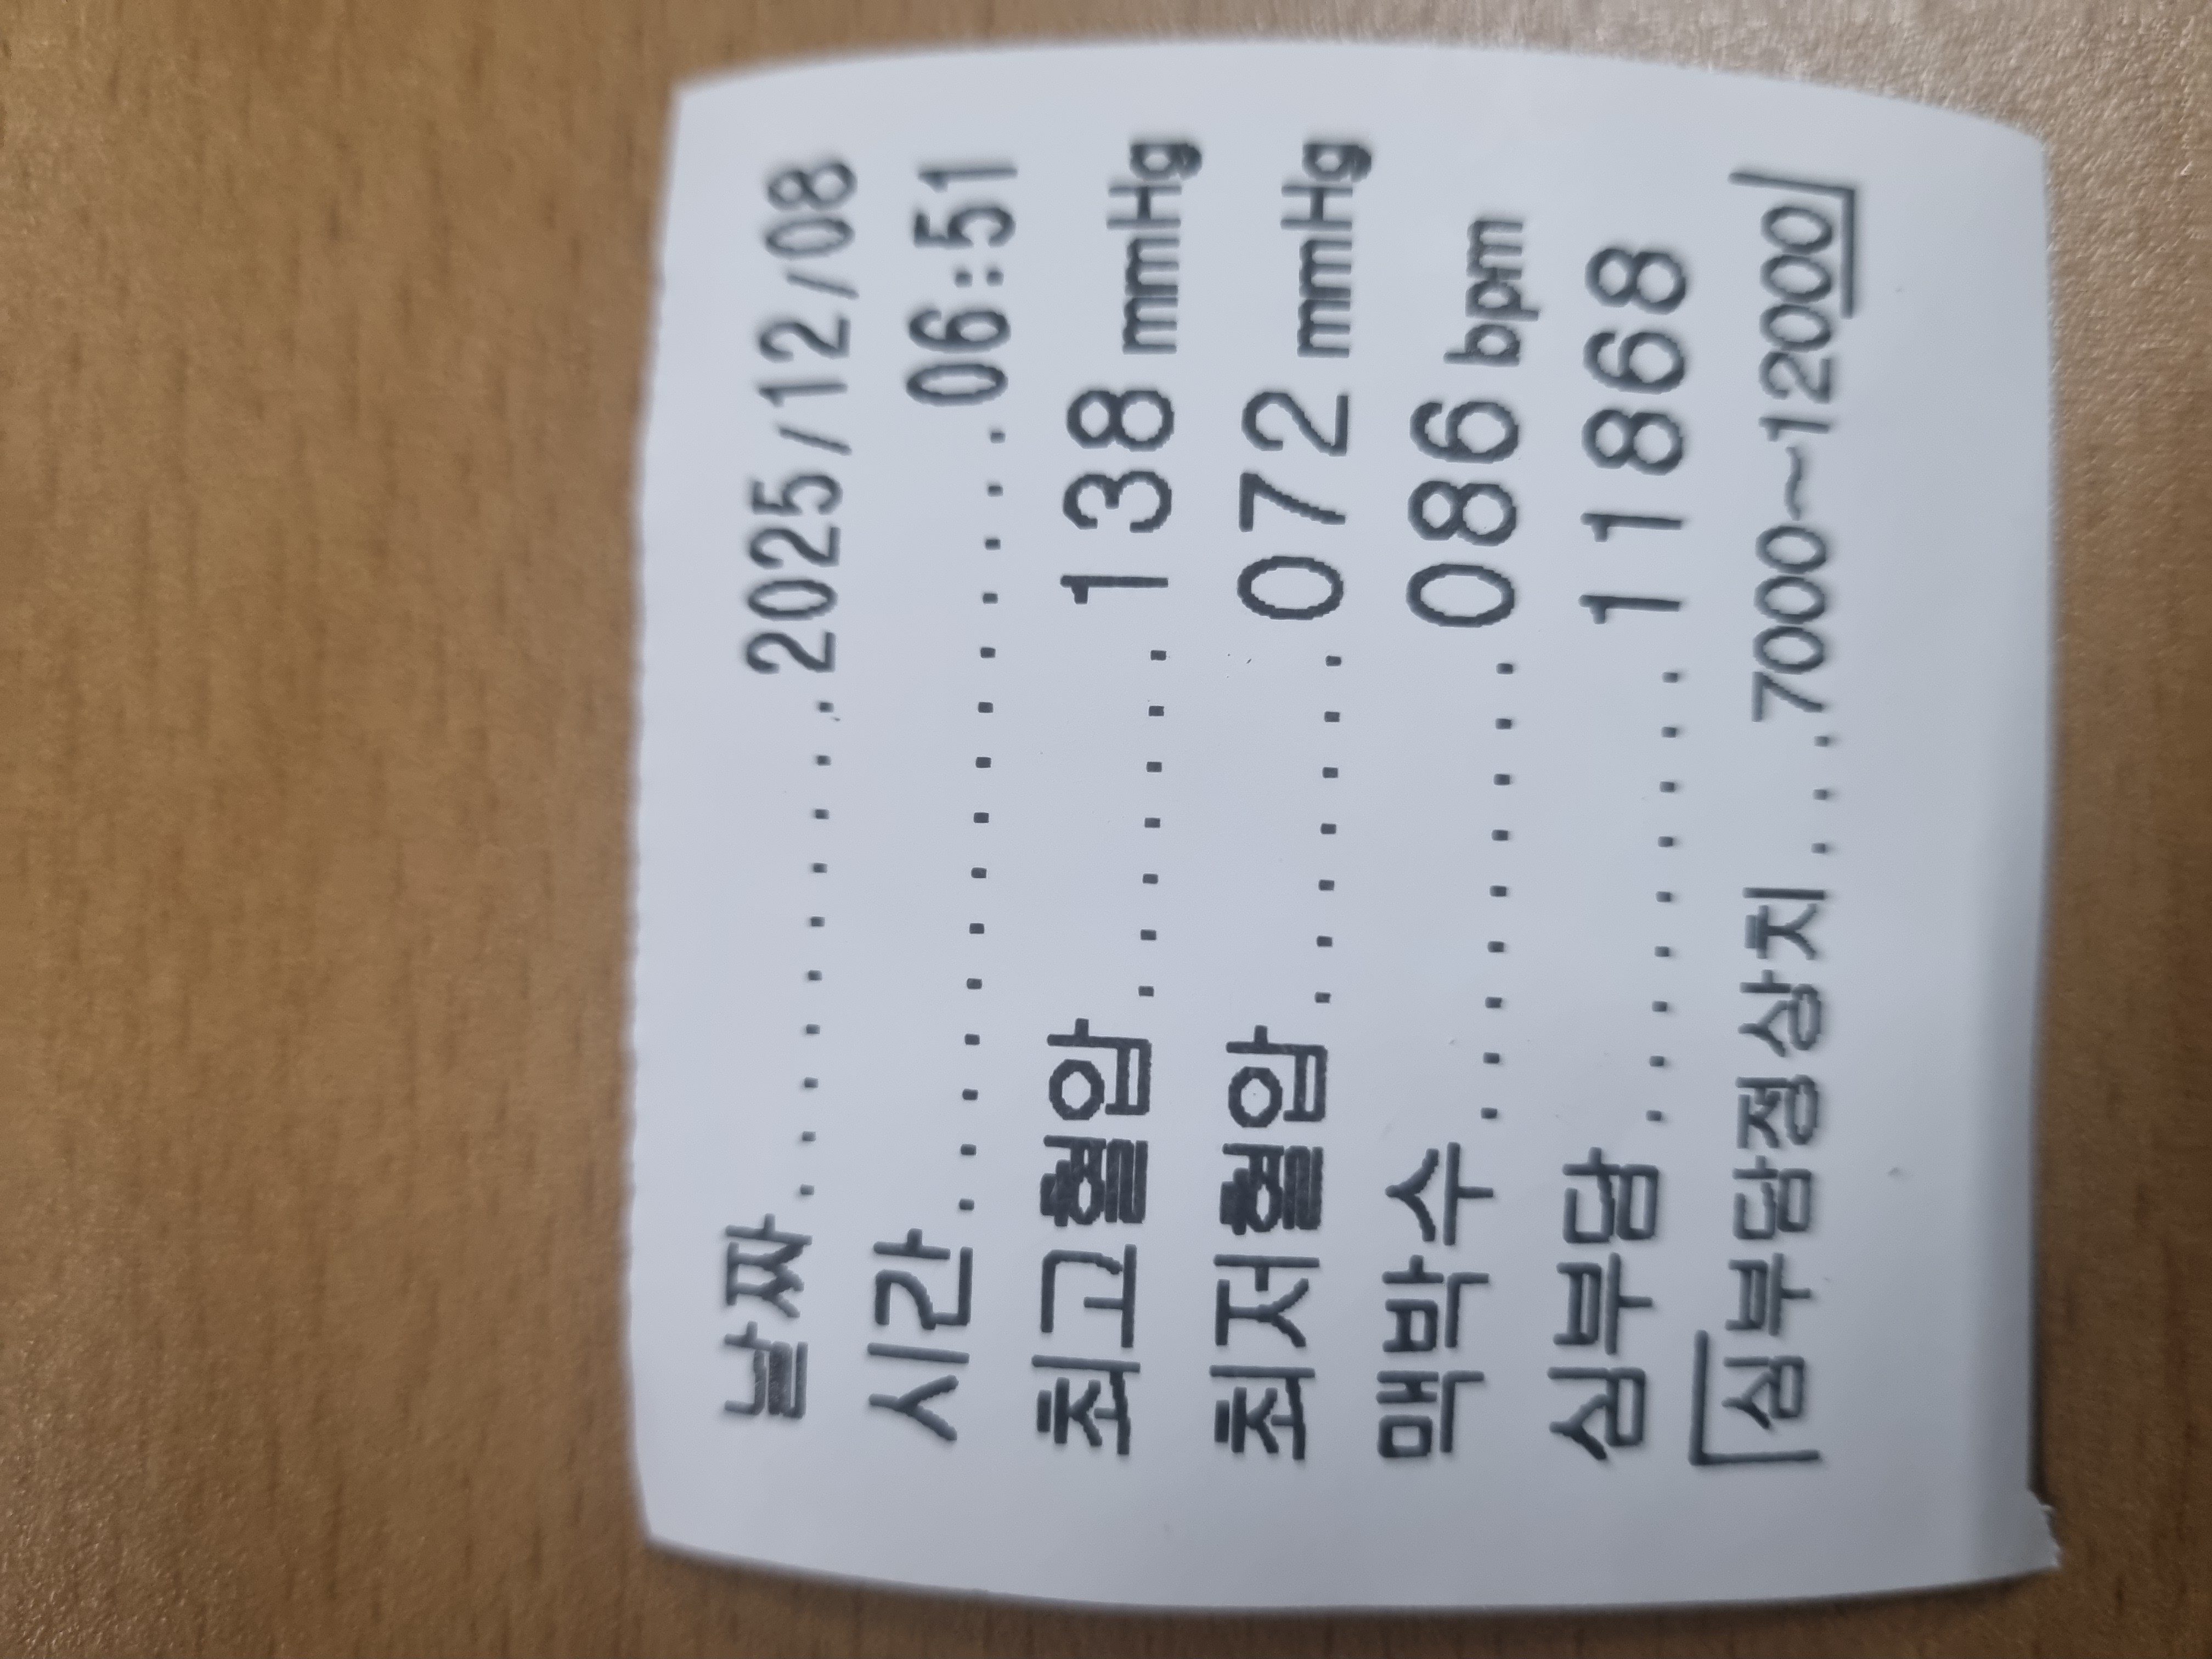 날짜.............2025/12/08
시간...............06:51
최고혈압.......138 mmHg
최저혈압.......072 mmHg
맥박수.........086 bpm
심부담.........11868
심부담정상치...7000~12000